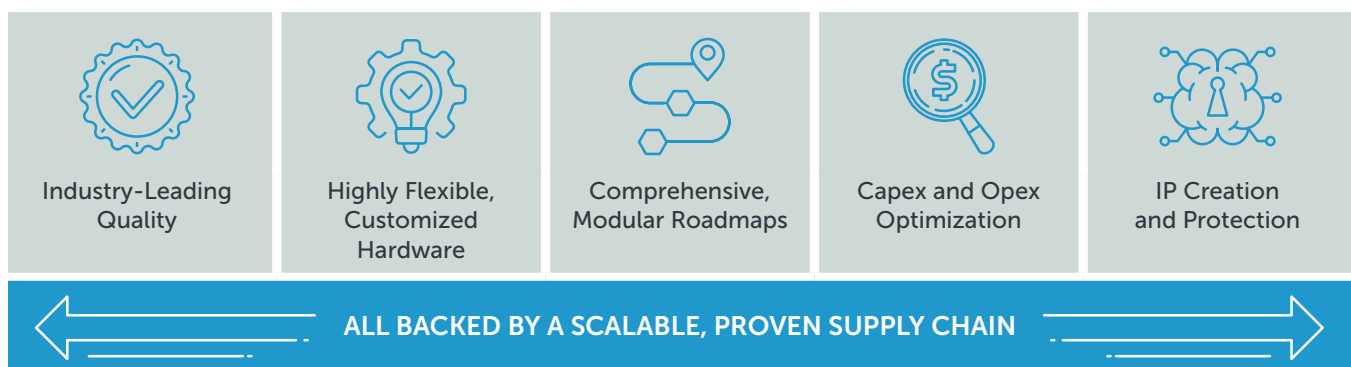 Industry-Leading
Quality
Highly Flexible,
Customized
Hardware
Comprehensive,
Modular Roadmaps
Capex and Opex
Optimization
IP Creation
and Protection
ALL BACKED BY A SCALABLE, PROVEN SUPPLY CHAIN